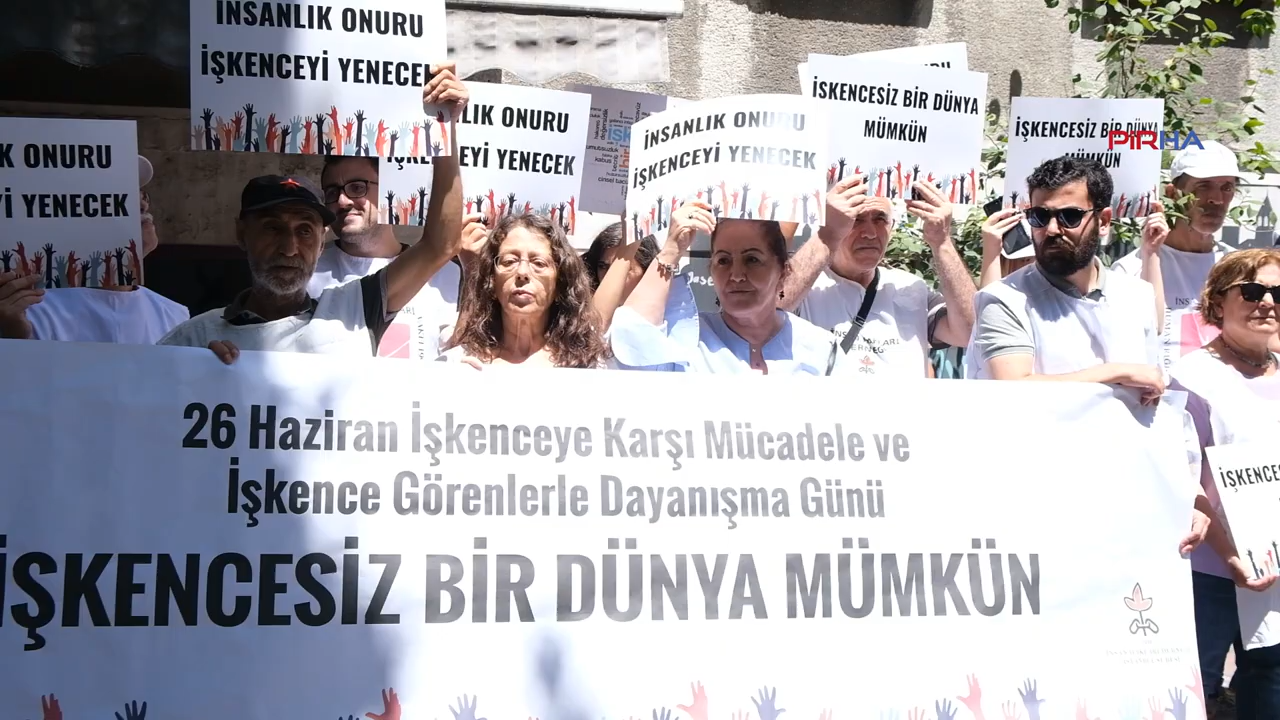 İNSANLIK ONURU
İŞKENCEYİ YENECEK
K ONURU
Yİ YENECEK
LIK ONURU
İŞKENCEYİ YENECEK
İNSANLIK ONURU
İŞKENCEYİ YENECEK
İŞKENCESİZ BİR DÜNYA
MÜMKÜN
İŞKENCESİZ BİR DÜNYA
MÜMKÜN
PİRHA
26 Haziran İşkenceye Karşı Mücadele ve
İşkence Görenlerle Dayanışma Günü
İŞKENCESİZ BİR DÜNYA MÜMKÜN
İŞKENCES